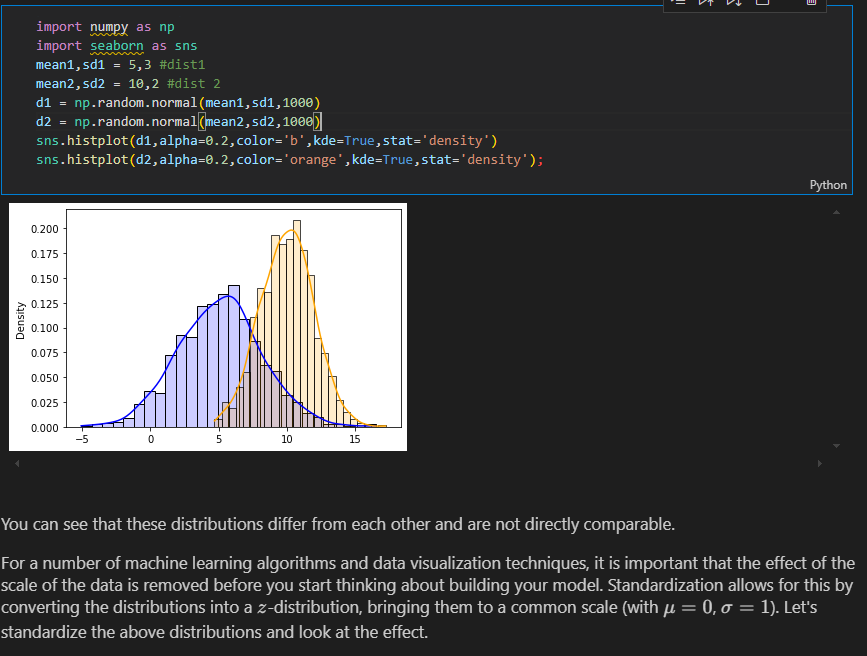 import numpy as np
import seaborn as sns
mean1,sd1 = 5,3 #dist1
mean2,sd2 = 10,2 #dist 2
d1 = np.random.normal(mean1,sd1,1000)
d2 = np.random.normal(mean2,sd2,1000)
sns.histplot(d1,alpha=0.2,color='b',kde=True,stat='density')
sns.histplot(d2,alpha=0.2,color='orange',kde=True,stat='density');
Python
0.200
0.175
0.150
0.125
0.100
0.075
0.050
0.025
0.000
Density
−5 0 5 10 15
You can see that these distributions differ from each other and are not directly comparable.
For a number of machine learning algorithms and data visualization techniques, it is important that the effect of the
scale of the data is removed before you start thinking about building your model. Standardization allows for this by
converting the distributions into a z-distribution, bringing them to a common scale (with μ = 0, σ = 1). Let's
standardize the above distributions and look at the effect.